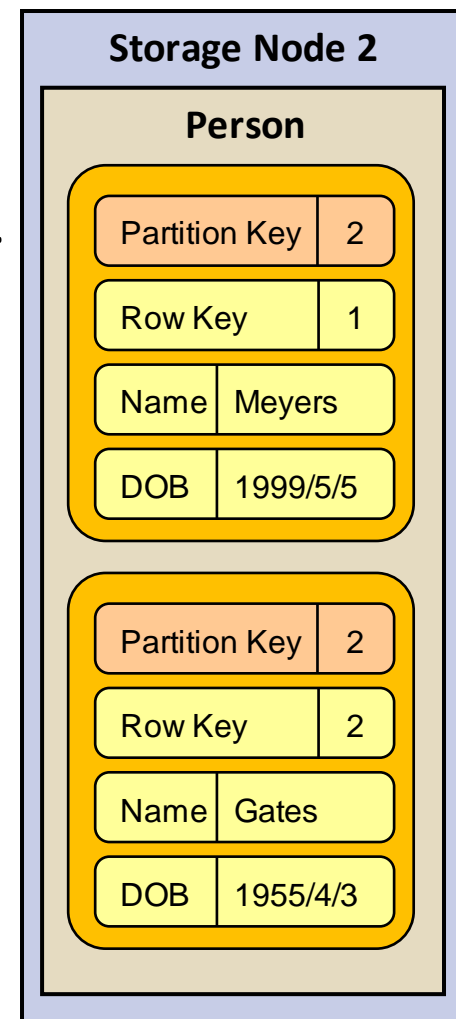 Storage Node 2
Person
Partition Key 2
Row Key 1
Name Meyers
DOB 1999/5/5
Partition Key 2
Row Key 2
Name Gates
DOB 1955/4/3